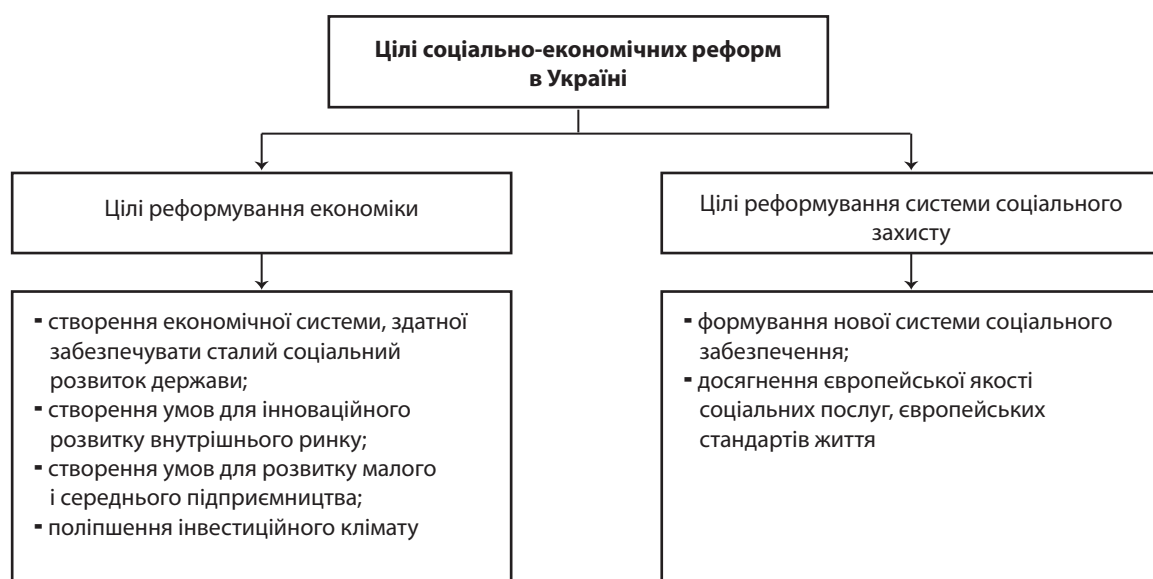 Цілі соціально-економічних реформ
в Україні
Цілі реформування економіки
Цілі реформування системи соціального
захисту
- створення економічної системи, здатної
забезпечувати сталий соціальний
розвиток держави;
- створення умов для інноваційного
розвитку внутрішнього ринку;
- створення умов для розвитку малого
і середнього підприємництва;
- поліпшення інвестиційного клімату
- формування нової системи соціального
забезпечення;
- досягнення європейської якості
соціальних послуг, європейських
стандартів життя